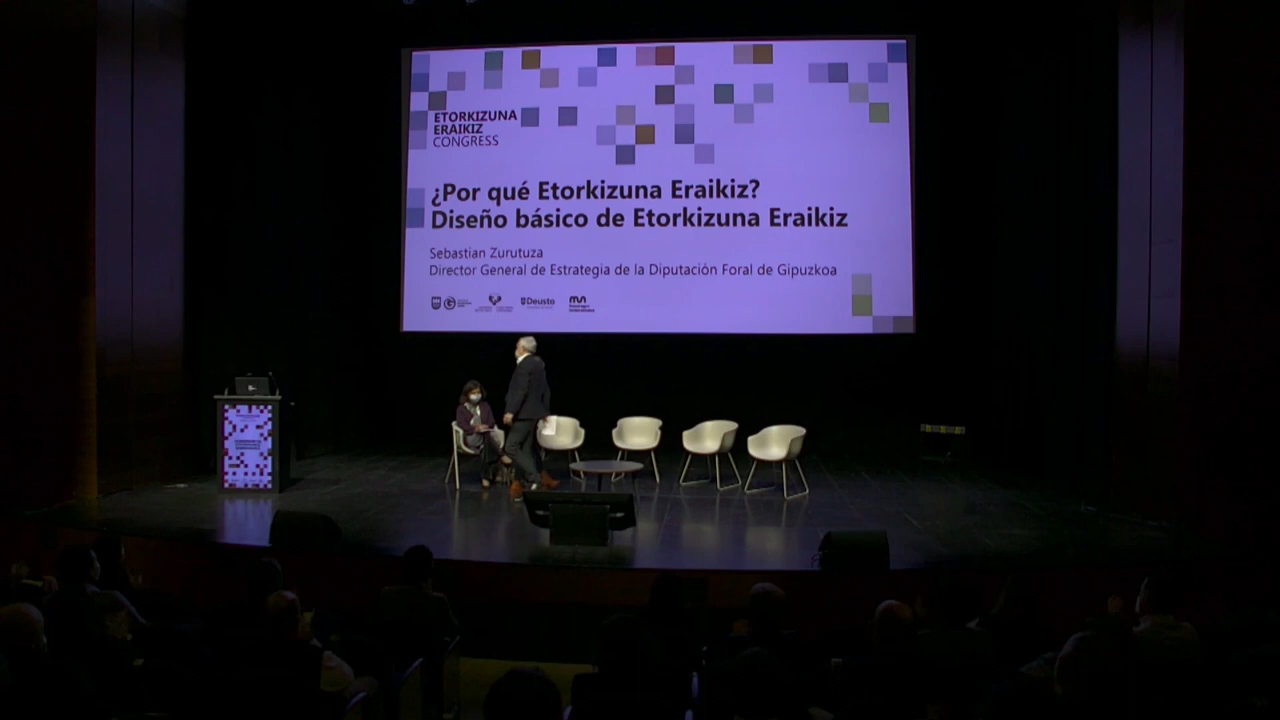 ETORKIZUNA
ERAIKIZ
CONGRESS
¿Por qué Etorkizuna Eraikiz?
Diseño básico de Etorkizuna Eraikiz
Sebastian Zurutuza
Director General de Estrategia de la Diputación Foral de Gipuzkoa
Deusto